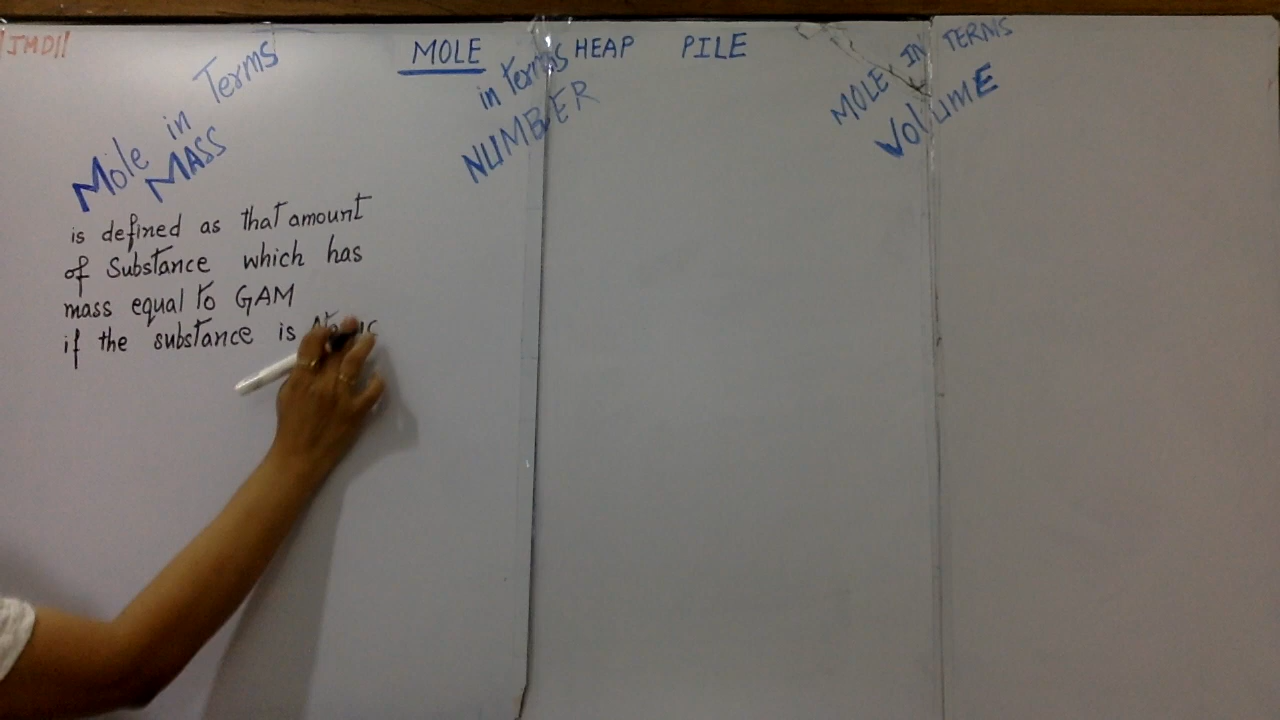 ||JMD||
MOLE HEAP PILE
Mole in Terms
MASS
in terms
NUMBER
MOLE IN TERMS
VOLUME
is defined as that amount
of Substance which has
mass equal to GAM
if the substance is